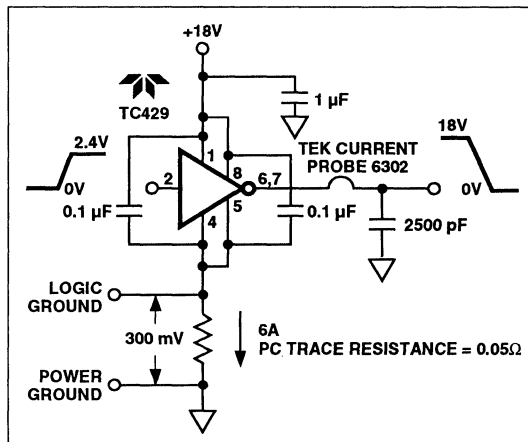 +18V
TC429
1 µF
TEK CURRENT
PROBE 6302
18V
2.4V
0V
0V
1
2
8
6,7
5
4
0.1 µF
0.1 µF
2500 pF
LOGIC
GROUND
300 mV
6A
PC TRACE RESISTANCE = 0.05Ω
POWER
GROUND